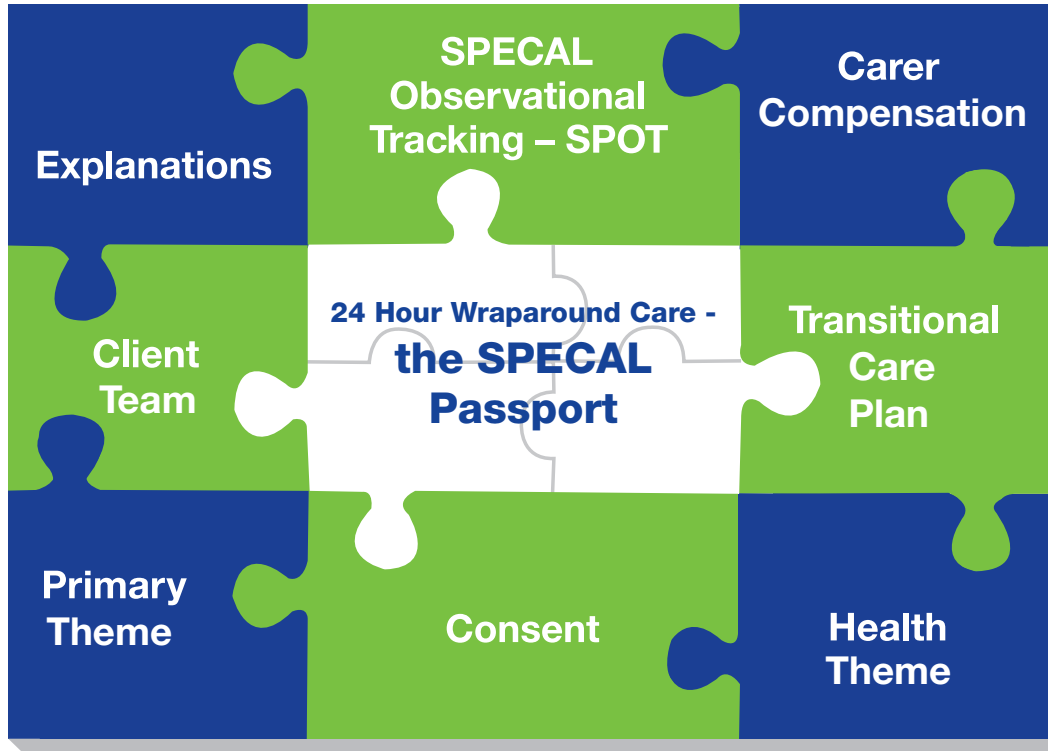 Explanations
SPECAL
Observational
Tracking – SPOT
Carer
Compensation
Client
Team
24 Hour Wraparound Care -
the SPECAL
Passport
Transitional
Care
Plan
Primary
Theme
Consent
Health
Theme